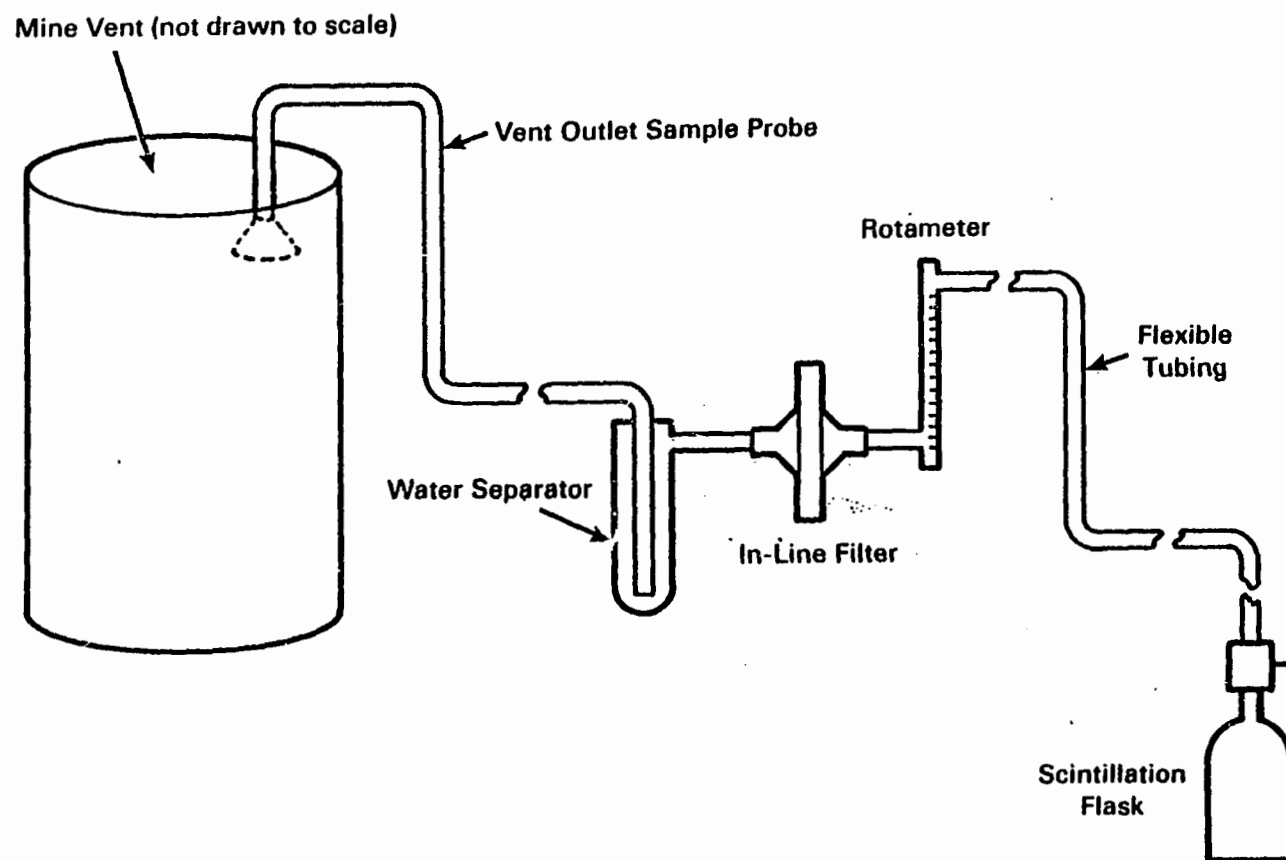 Mine Vent (not drawn to scale)
Vent Outlet Sample Probe
Rotameter
Flexible
Tubing
Water Separator
In-Line Filter
Scintillation
Flask